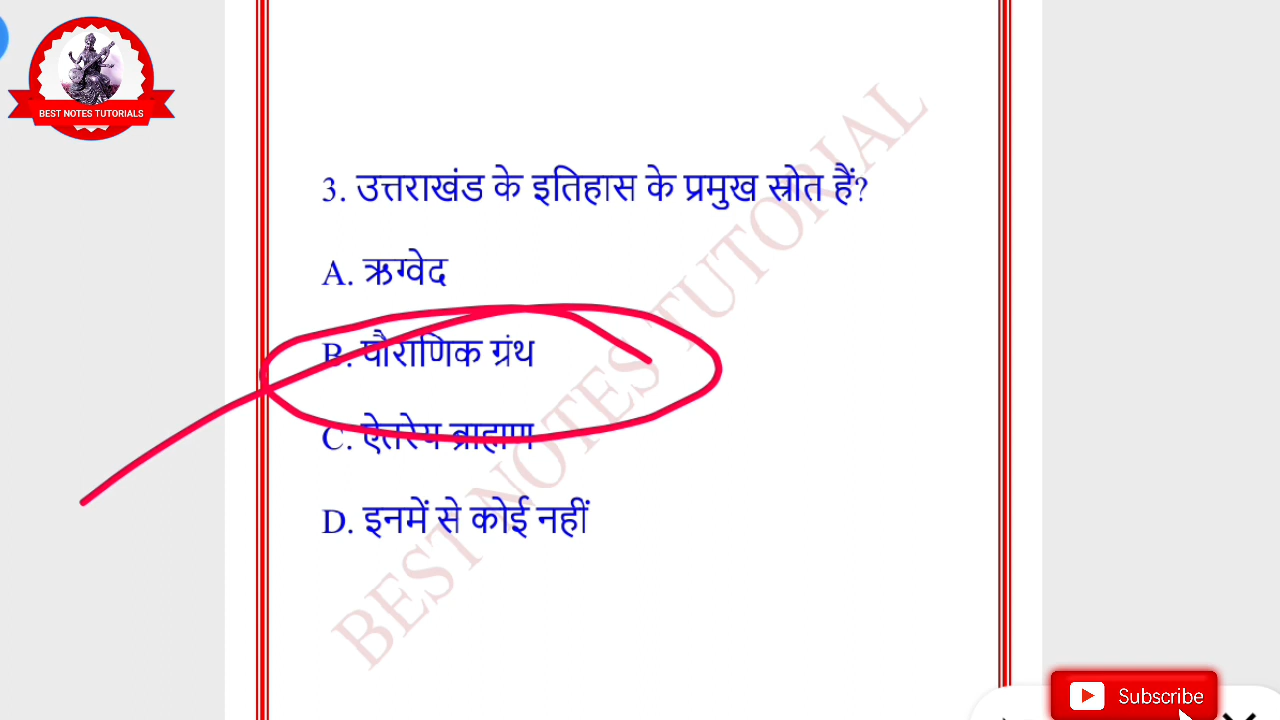 BEST NOTES TUTORIALS
3. उत्तराखंड के इतिहास के प्रमुख स्रोत हैं?
A. ऋग्वेद
B. पौराणिक ग्रंथ
C. ऐतरेय ब्राह्मण
D. इनमें से कोई नहीं
BEST NOTES TUTORIAL
Subscribe